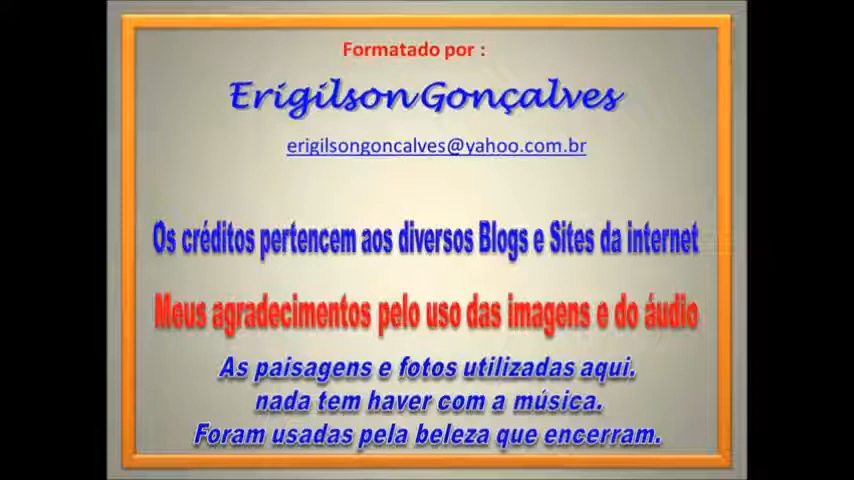 Formatado por :
Erigilson Gonçalves
erigilsongoncalves@yahoo.com.br
Os créditos pertencem aos diversos Blogs e Sites da internet
Meus agradecimentos pelo uso das imagens e do áudio
As paisagens e fotos utilizadas aqui.
nada tem haver com a música.
Foram usadas pela beleza que encerram.